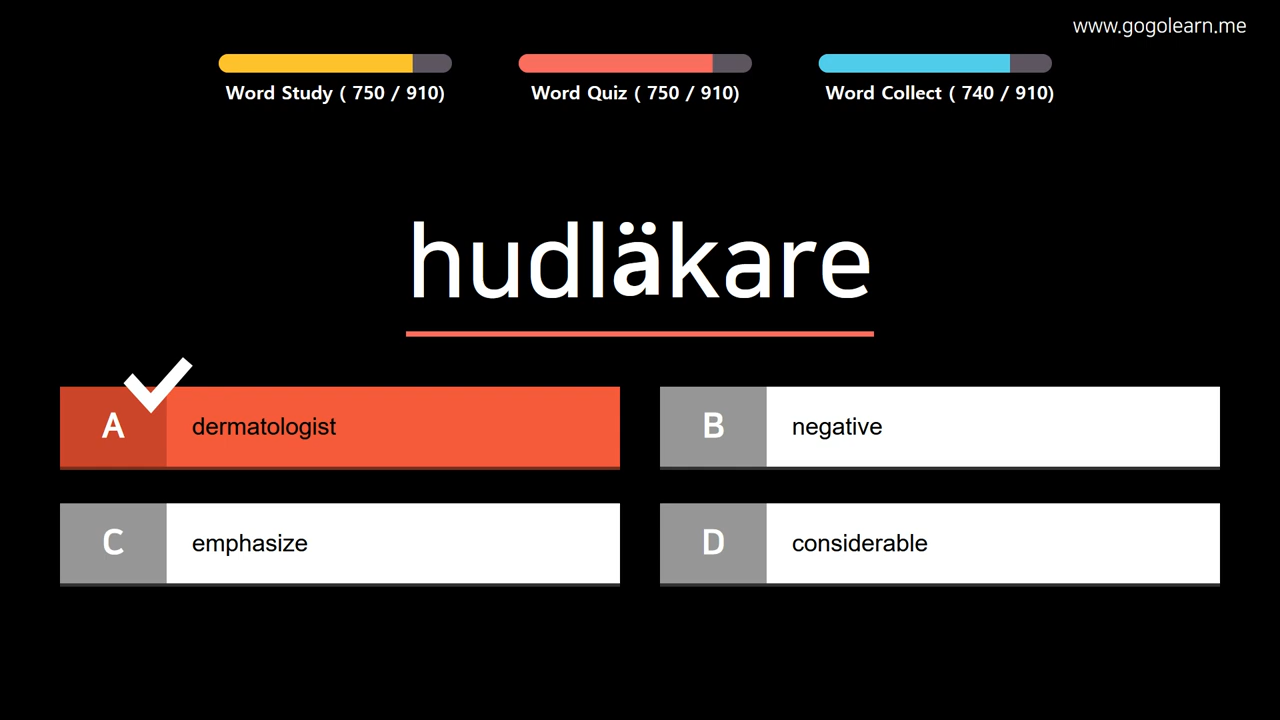 www.gogolearn.me
Word Study ( 750 / 910)
Word Quiz ( 750 / 910)
Word Collect ( 740 / 910)
hudläkare
A dermatologist
B negative
C emphasize
D considerable